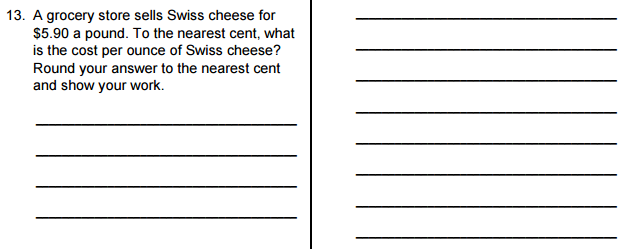 13. A grocery store sells Swiss cheese for
$5.90 a pound. To the nearest cent, what
is the cost per ounce of Swiss cheese?
Round your answer to the nearest cent
and show your work.